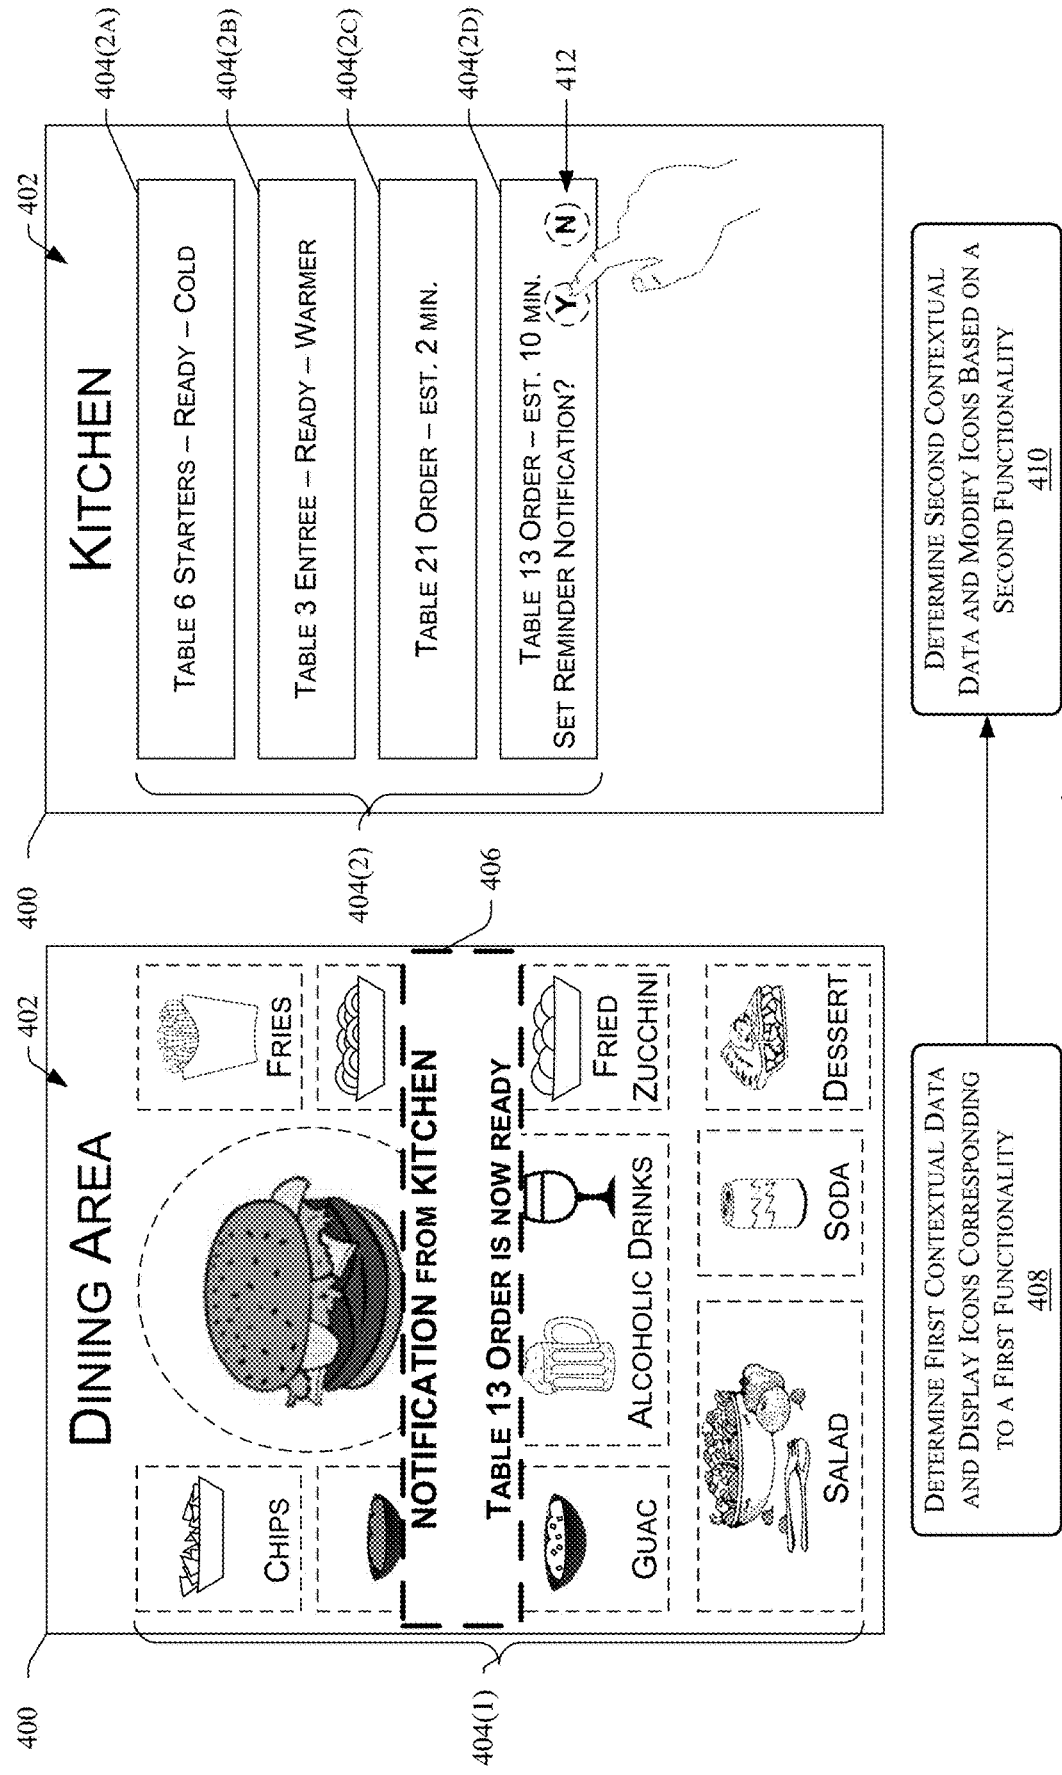 400
402
DINING AREA
CHIPS
FRIES
NOTIFICATION FROM KITCHEN
TABLE 13 ORDER IS NOW READY
406
GUAC
ALCOHOLIC DRINKS
FRIED
ZUCCHINI
SALAD
SODA
DESSERT
404(1)
DETERMINE FIRST CONTEXTUAL DATA
AND DISPLAY ICONS CORRESPONDING
TO A FIRST FUNCTIONALITY
408
400
402
KITCHEN
404(2A)
TABLE 6 STARTERS – READY – COLD
404(2B)
TABLE 3 ENTREE – READY – WARMER
404(2C)
TABLE 21 ORDER – EST. 2 MIN.
404(2D)
TABLE 13 ORDER – EST. 10 MIN.
SET REMINDER NOTIFICATION? Y N
412
404(2)
DETERMINE SECOND CONTEXTUAL
DATA AND MODIFY ICONS BASED ON A
SECOND FUNCTIONALITY
410